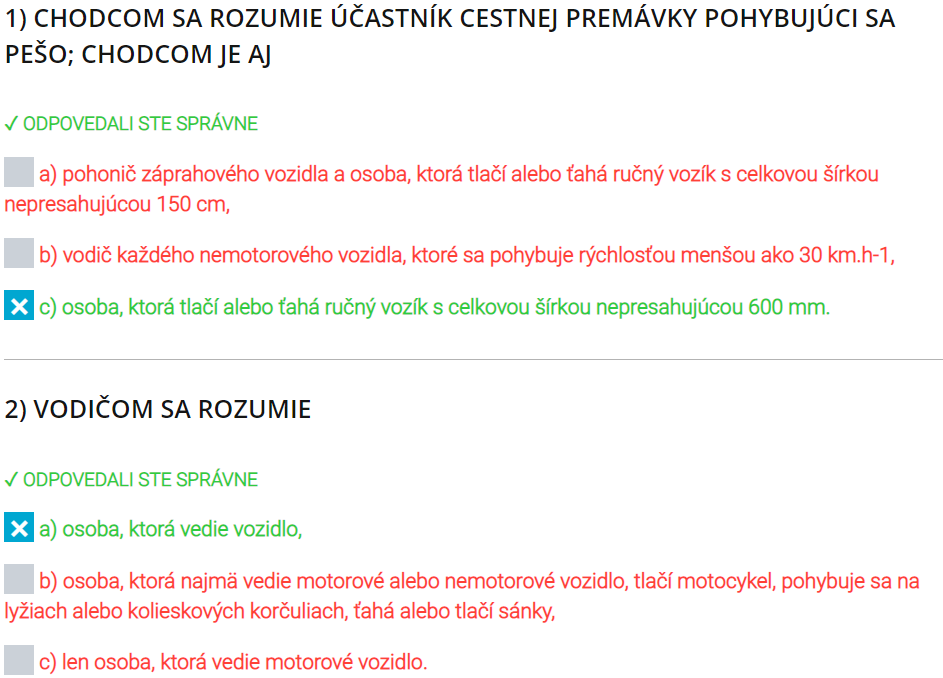 1) CHODCOM SA ROZUMIE ÚČASTNÍK CESTNEJ PREMÁVKY POHYBUJÚCI SA
PEŠO; CHODCOM JE AJ
✓ ODPOVEDALI STE SPRÁVNE
a) pohonič záprahového vozidla a osoba, ktorá tlačí alebo ťahá ručný vozík s celkovou šírkou
nepresahujúcou 150 cm,
b) vodič každého nemotorového vozidla, ktoré sa pohybuje rýchlosťou menšou ako 30 km.h-1,
c) osoba, ktorá tlačí alebo ťahá ručný vozík s celkovou šírkou nepresahujúcou 600 mm.
2) VODIČOM SA ROZUMIE
✓ ODPOVEDALI STE SPRÁVNE
a) osoba, ktorá vedie vozidlo,
b) osoba, ktorá najmä vedie motorové alebo nemotorové vozidlo, tlačí motocykel, pohybuje sa na
lyžiach alebo kolieskových korčuliach, ťahá alebo tlačí sánky,
c) len osoba, ktorá vedie motorové vozidlo.